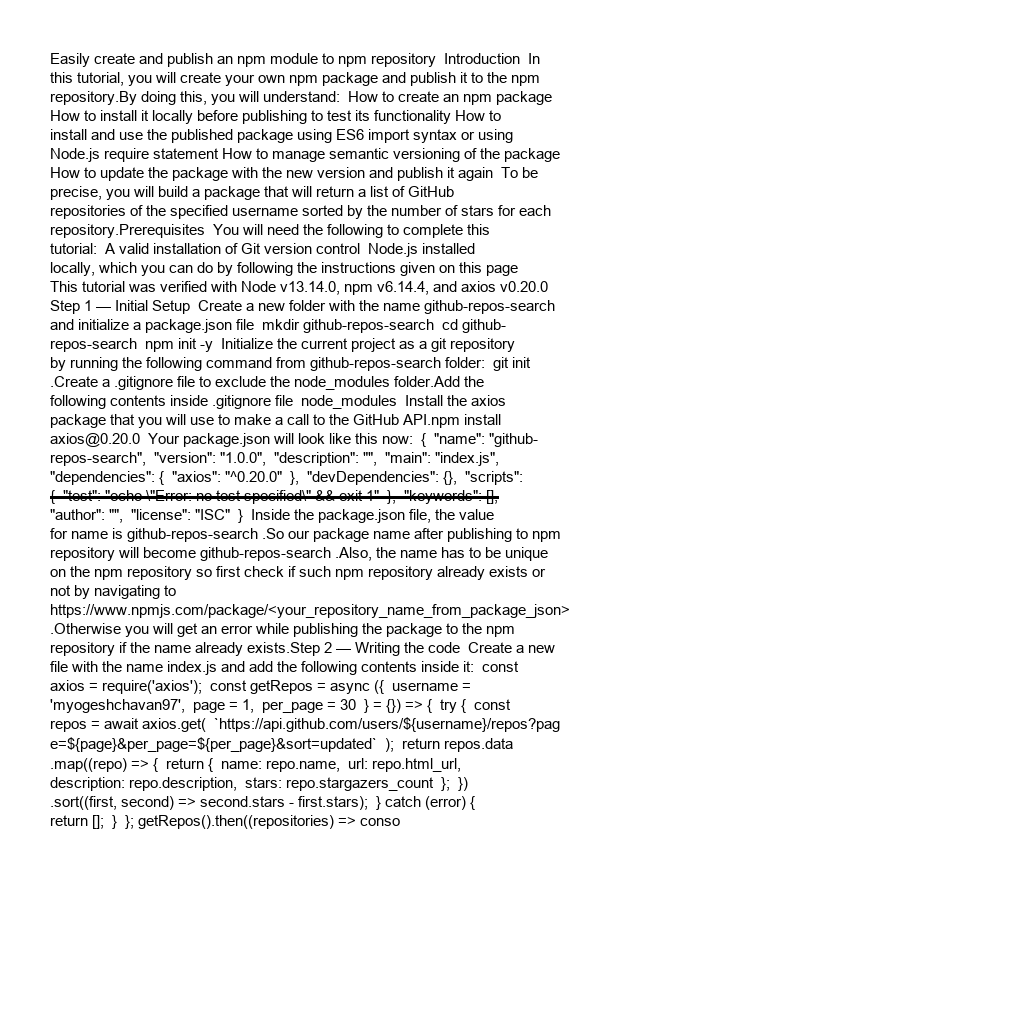 Easily create and publish an npm module to npm repository  Introduction  In
this tutorial, you will create your own npm package and publish it to the npm
repository.By doing this, you will understand:  How to create an npm package
How to install it locally before publishing to test its functionality How to
install and use the published package using ES6 import syntax or using
Node.js require statement How to manage semantic versioning of the package
How to update the package with the new version and publish it again  To be
precise, you will build a package that will return a list of GitHub
repositories of the specified username sorted by the number of stars for each
repository.Prerequisites  You will need the following to complete this
tutorial:  A valid installation of Git version control  Node.js installed
locally, which you can do by following the instructions given on this page
This tutorial was verified with Node v13.14.0, npm v6.14.4, and axios v0.20.0
Step 1 — Initial Setup  Create a new folder with the name github-repos-search
and initialize a package.json file  mkdir github-repos-search  cd github-
repos-search  npm init -y  Initialize the current project as a git repository
by running the following command from github-repos-search folder:  git init
.Create a .gitignore file to exclude the node_modules folder.Add the
following contents inside .gitignore file  node_modules  Install the axios
package that you will use to make a call to the GitHub API.npm install
axios@0.20.0  Your package.json will look like this now:  {  "name": "github-
repos-search",  "version": "1.0.0",  "description": "",  "main": "index.js",
"dependencies": {  "axios": "^0.20.0"  },  "devDependencies": {},  "scripts":
{  "test": "echo \"Error: no test specified\" && exit 1"  },  "keywords": [],
"author": "",  "license": "ISC"  }  Inside the package.json file, the value
for name is github-repos-search .So our package name after publishing to npm
repository will become github-repos-search .Also, the name has to be unique
on the npm repository so first check if such npm repository already exists or
not by navigating to
https://www.npmjs.com/package/<your_repository_name_from_package_json>
.Otherwise you will get an error while publishing the package to the npm
repository if the name already exists.Step 2 — Writing the code  Create a new
file with the name index.js and add the following contents inside it:  const
axios = require('axios');  const getRepos = async ({  username =
'myogeshchavan97',  page = 1,  per_page = 30  } = {}) => {  try {  const
repos = await axios.get(  `https://api.github.com/users/${username}/repos?pag
e=${page}&per_page=${per_page}&sort=updated`  );  return repos.data
.map((repo) => {  return {  name: repo.name,  url: repo.html_url,
description: repo.description,  stars: repo.stargazers_count  };  })
.sort((first, second) => second.stars - first.stars);  } catch (error) {
return [];  }  }; getRepos().then((repositories) => conso